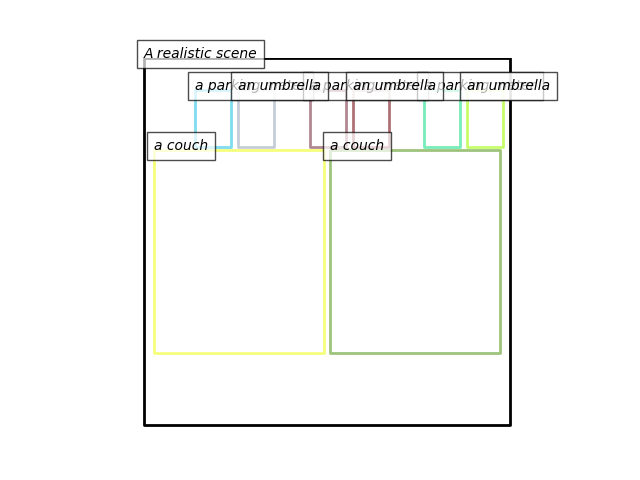 A realistic scene
a parking meter
an umbrella
a parking meter
an umbrella
a parking meter
an umbrella
a couch
a couch